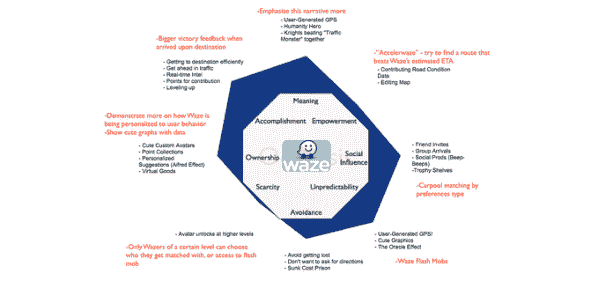 -Emphasize this narrative more
- User-Generated GPS
- Humanity Hero
- Knights beating "Traffic
Monster" together
-Bigger victory feedback when
arrived upon destination
- Getting to destination efficiently
- Get ahead in traffic
- Real-time Intel
- Points for contribution
- Leveling up
-"Accelerwaze" - try to find a route that
beats Waze's estimated ETA
- Contributing Road Condition
Data
- Editing Map
Meaning
Accomplishment
Empowerment
-Demonstrate more on how Waze is
being personalized to user behavior
-Show cute graphs with data
- Cute Custom Avatars
- Point Collections
- Personalized
Suggestions (Alfred Effect)
- Virtual Goods
Ownership
waze
Social
Influence
- Friend Invites
- Group Arrivals
- Social Prods (Beep-
Beeps)
-Trophy Shelves
-Carpool matching by
preferences type
Scarcity
Unpredictability
Avoidance
- Avatar unlocks at higher levels
-Only Wazers of a certain level can choose
who they get matched with, or access to flash
mob
- Avoid getting lost
- Don't want to ask for directions
- Sunk Cost Prison
- User-Generated GPS!
- Cute Graphics
- The Oracle Effect
-Waze Flash Mobs